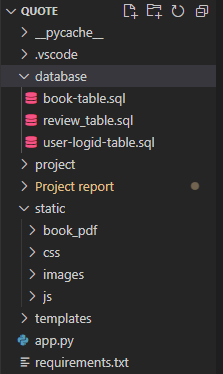 QUOTE
__pycache__
.vscode
database
book-table.sql
review_table.sql
user-logid-table.sql
project
Project report
static
book_pdf
css
images
js
templates
app.py
requirements.txt